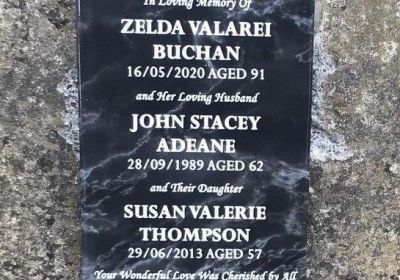 In Loving Memory Of
ZELDA VALAREI
BUCHAN
16/05/2020 AGED 91
and Her Loving Husband
JOHN STACEY
ADEANE
28/09/1989 AGED 62
and Their Daughter
SUSAN VALERIE
THOMPSON
29/06/2013 AGED 57
Your Wonderful Love Was Cherished by All